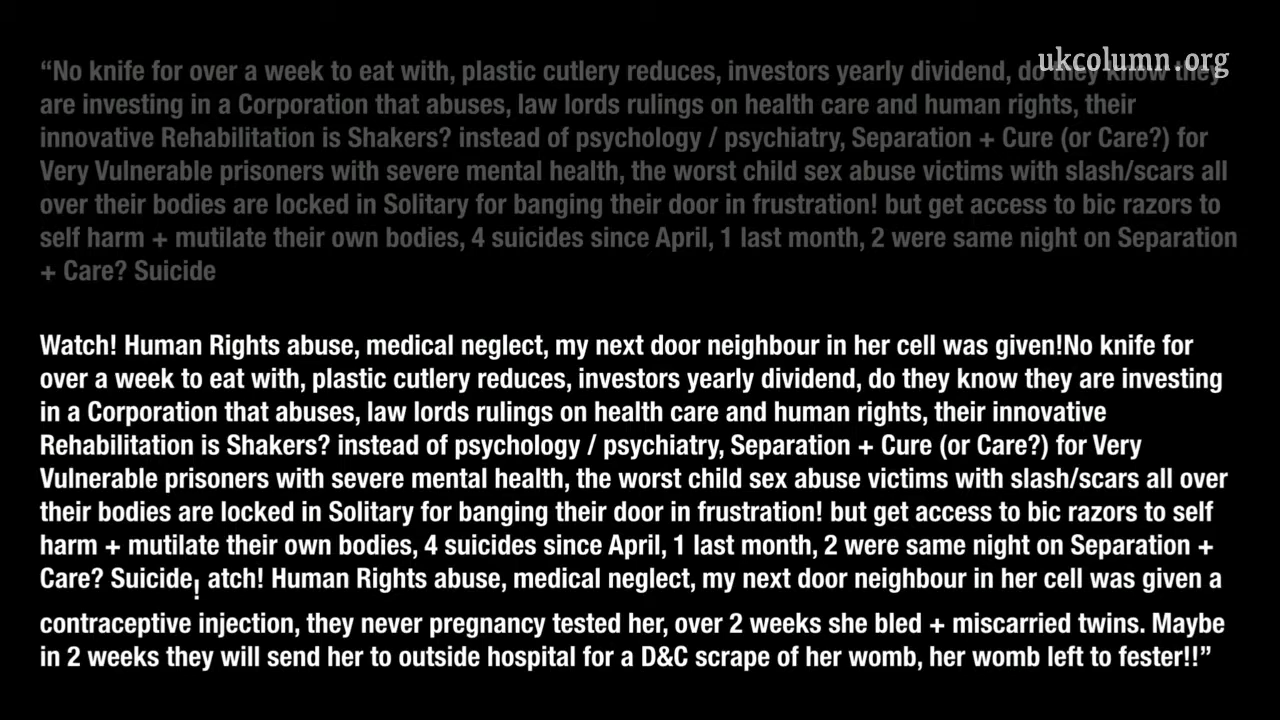 ukcolumn.org
“No knife for over a week to eat with, plastic cutlery reduces, investors yearly dividend, do they know they
are investing in a Corporation that abuses, law lords rulings on health care and human rights, their
innovative Rehabilitation is Shakers? instead of psychology / psychiatry, Separation + Cure (or Care?) for
Very Vulnerable prisoners with severe mental health, the worst child sex abuse victims with slash/scars all
over their bodies are locked in Solitary for banging their door in frustration! but get access to bic razors to
self harm + mutilate their own bodies, 4 suicides since April, 1 last month, 2 were same night on Separation
+ Care? Suicide
Watch! Human Rights abuse, medical neglect, my next door neighbour in her cell was given!No knife for
over a week to eat with, plastic cutlery reduces, investors yearly dividend, do they know they are investing
in a Corporation that abuses, law lords rulings on health care and human rights, their innovative
Rehabilitation is Shakers? instead of psychology / psychiatry, Separation + Cure (or Care?) for Very
Vulnerable prisoners with severe mental health, the worst child sex abuse victims with slash/scars all over
their bodies are locked in Solitary for banging their door in frustration! but get access to bic razors to self
harm + mutilate their own bodies, 4 suicides since April, 1 last month, 2 were same night on Separation +
Care? Suicide! atch! Human Rights abuse, medical neglect, my next door neighbour in her cell was given a
contraceptive injection, they never pregnancy tested her, over 2 weeks she bled + miscarried twins. Maybe
in 2 weeks they will send her to outside hospital for a D&C scrape of her womb, her womb left to fester!!”